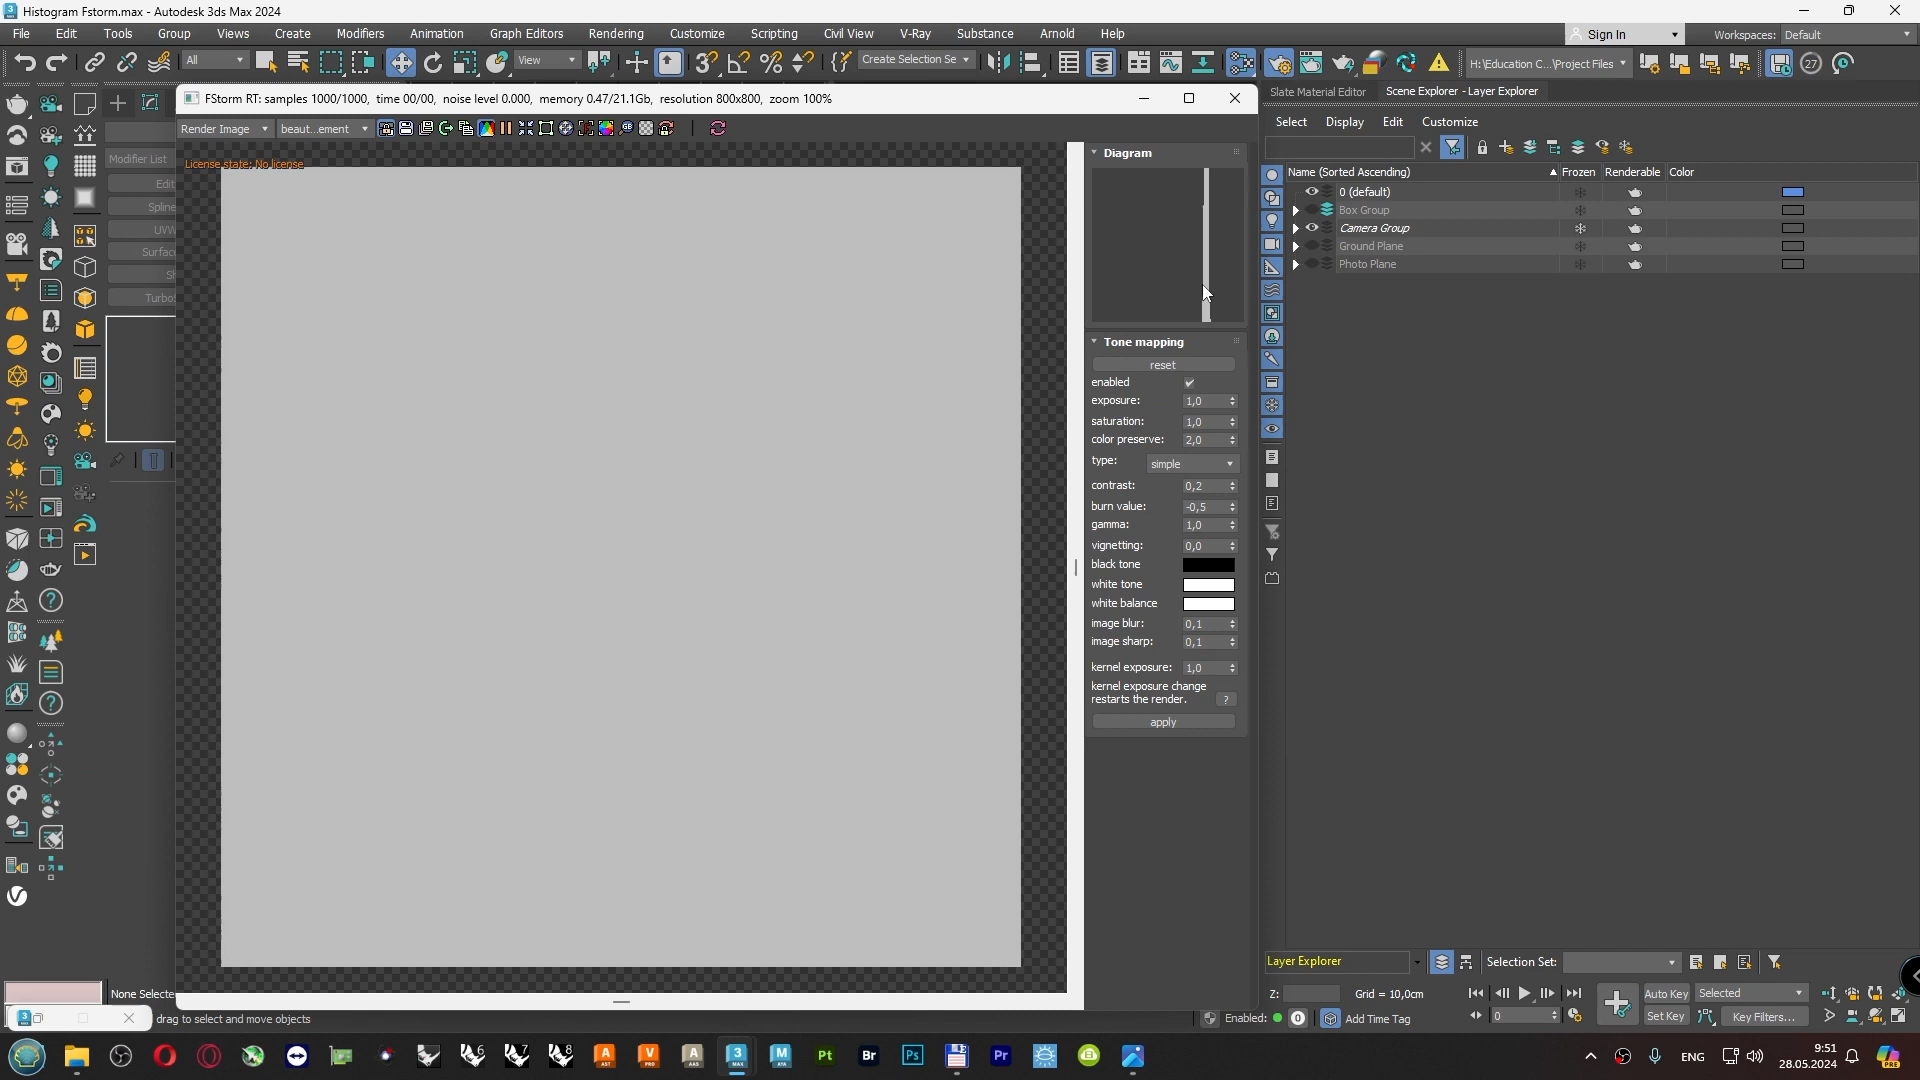 Histogram Fstorm.max - Autodesk 3ds Max 2024
File Edit Tools Group Views Create Modifiers Animation Graph Editors Rendering Customize Scripting Civil View V-Ray Substance Arnold Help
Sign In Workspaces: Default
All View Create Selection Se H:\Education C...\Project Files 27
FStorm RT: samples 1000/1000, time 00/00, noise level 0.000, memory 0.47/21.1Gb, resolution 800x800, zoom 100%
Render Image beaut...ement
License state: No license
Modifier List
Edit
Spline
UVW
Surfac
Turbo
Diagram
Tone mapping
reset
enabled
exposure: 1,0
saturation: 1,0
color preserve: 2,0
type: simple
contrast: 0,2
burn value: -0,5
gamma: 1,0
vignetting: 0,0
black tone
white tone
white balance
image blur: 0,1
image sharp: 0,1
kernel exposure: 1,0
kernel exposure change
restarts the render. ?
apply
Slate Material Editor Scene Explorer - Layer Explorer
Select Display Edit Customize
Name (Sorted Ascending) Frozen Renderable Color
0 (default)
Box Group
Camera Group
Ground Plane
Photo Plane
Layer Explorer Selection Set:
None Selecte
Z: Grid = 10,0cm Auto Key Selected
drag to select and move objects
Enabled: 0 Add Time Tag 0 Set Key Key Filters...
ENG 9:51
28.05.2024